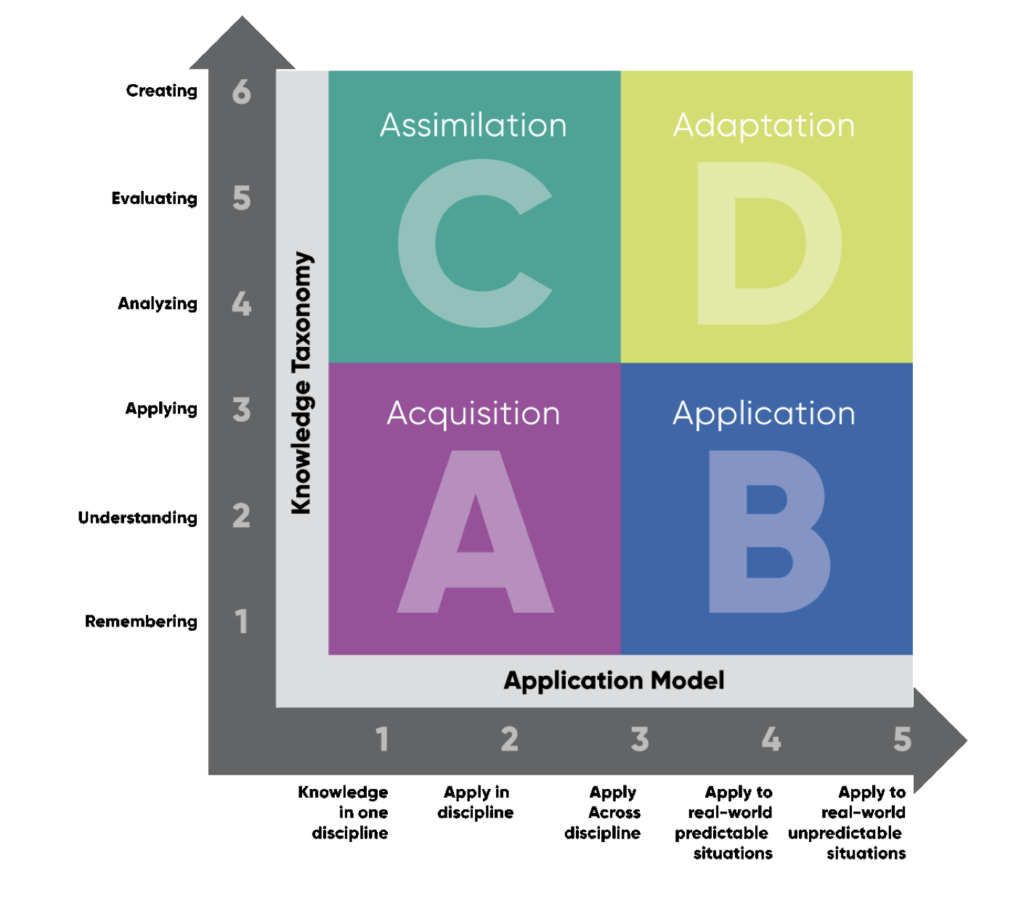 Creating 6
Assimilation
Adaptation
C
D
Evaluating 5
Analyzing 4
Knowledge Taxonomy
Applying 3
Acquisition
Application
A
B
Understanding 2
Remembering 1
Application Model
1 2 3 4 5
Knowledge
in one
discipline
Apply in
discipline
Apply
Across
discipline
Apply to
real-world
predictable
situations
Apply to
real-world
unpredictable
situations